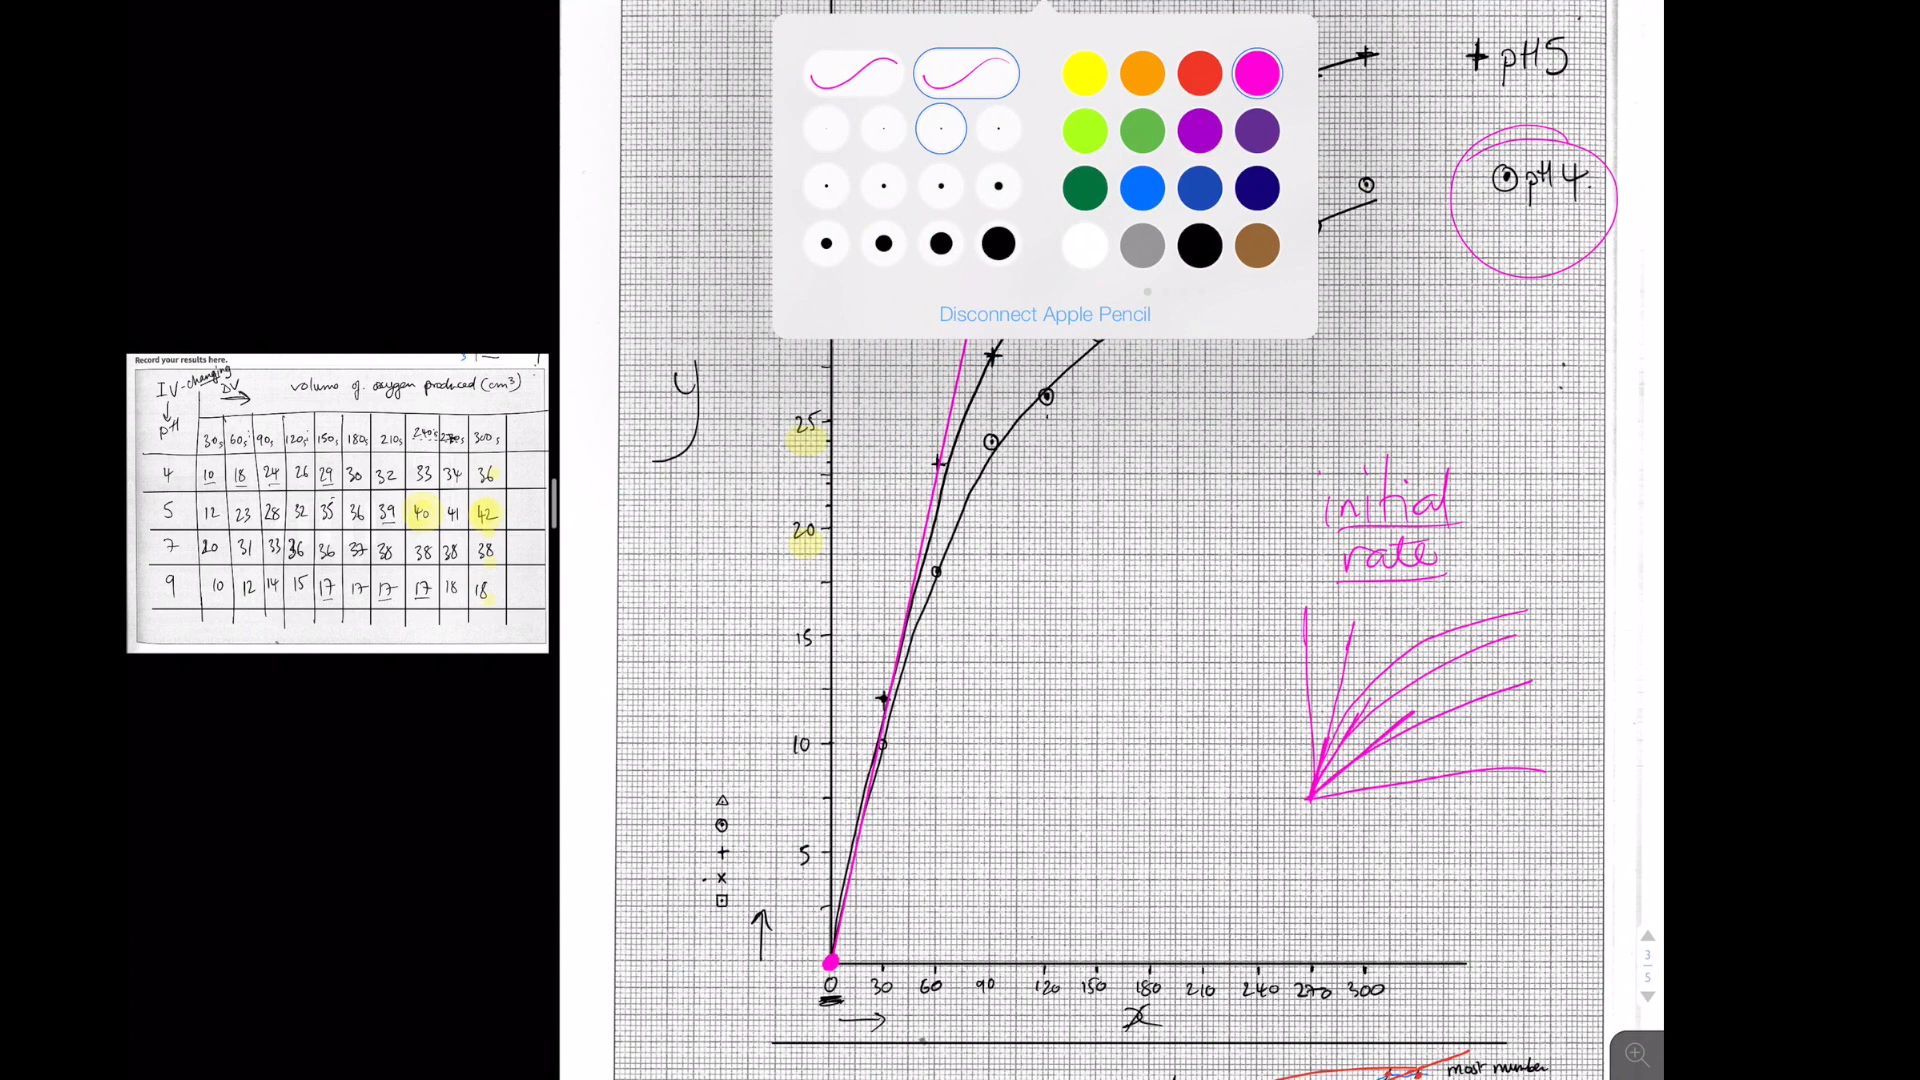 Record your results here.
IV-changing
DV
volume of oxygen produced (cm³)
pH
30s 60s 90s 120s 150s 180s 210s 240s 270s 300s
4 10 18 24 26 29 30 32 33 34 36
5 12 23 28 32 35 36 39 40 41 42
7 20 31 33 36 36 37 38 38 38 38
9 10 12 14 15 17 17 17 17 18 18
Disconnect Apple Pencil
+ pH5
pH4
y
25
20
15
10
5
0 30 60 90 120 150 180 210 240 270 300
x
initial
rate
most number
3
5